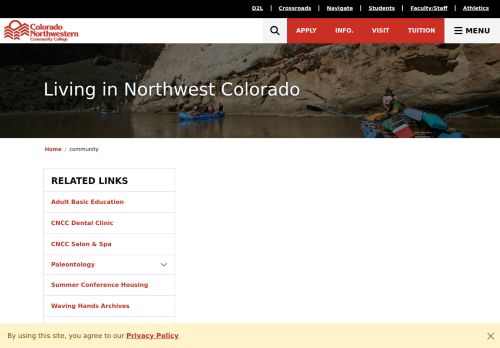 D2L | Crossroads | Navigate | Students | Faculty/Staff | Athletics
Colorado
Northwestern
Community College
APPLY INFO. VISIT TUITION MENU
Living in Northwest Colorado
Home / community
RELATED LINKS
Adult Basic Education
CNCC Dental Clinic
CNCC Salon & Spa
Paleontology
Summer Conference Housing
Waving Hands Archives
By using this site, you agree to our Privacy Policy